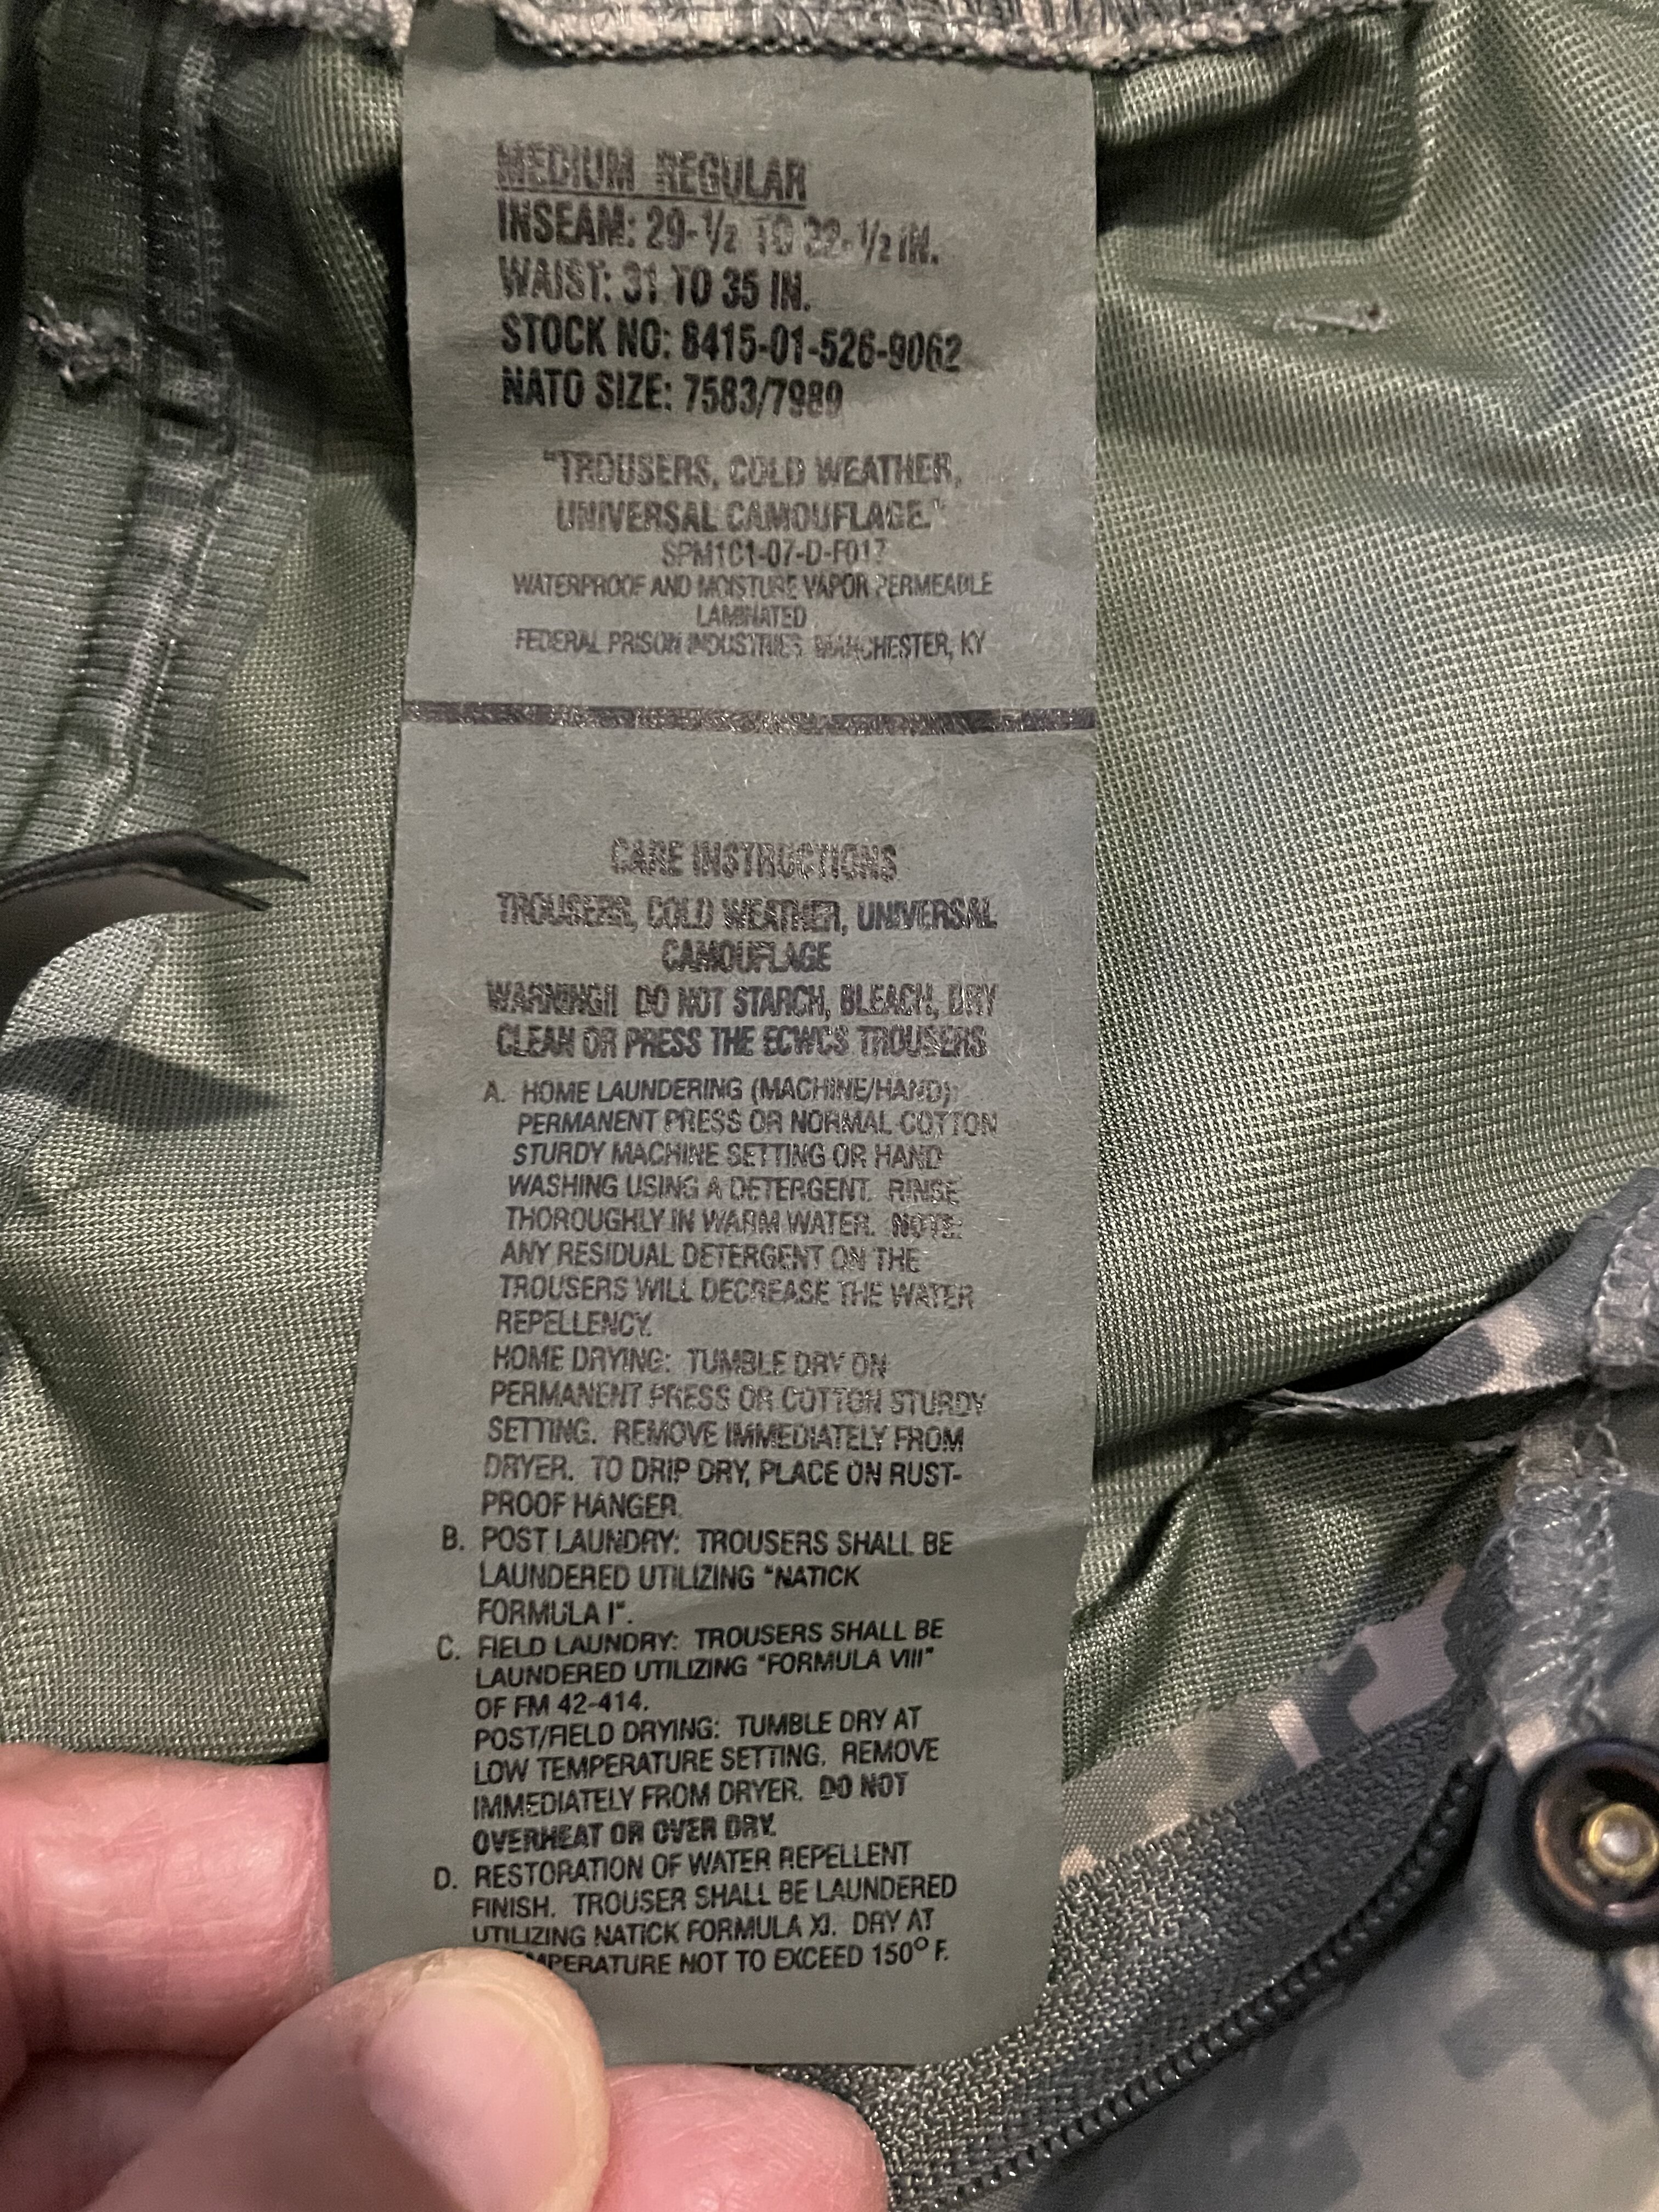 MEDIUM REGULAR
INSEAM: 29-½ TO 32-½ IN.
WAIST: 31 TO 35 IN.
STOCK NO: 8415-01-526-9062
NATO SIZE: 7583/7989
"TROUSERS, COLD WEATHER,
UNIVERSAL CAMOUFLAGE."
SPM1C1-07-D-F017
WATERPROOF AND MOISTURE VAPOR PERMEABLE
LAMINATED
FEDERAL PRISON INDUSTRIES MANCHESTER, KY
CARE INSTRUCTIONS
TROUSERS, COLD WEATHER, UNIVERSAL
CAMOUFLAGE
WARNING!! DO NOT STARCH, BLEACH, DRY
CLEAN OR PRESS THE ECWCS TROUSERS
A. HOME LAUNDERING (MACHINE/HAND):
PERMANENT PRESS OR NORMAL COTTON
STURDY MACHINE SETTING OR HAND
WASHING USING A DETERGENT. RINSE
THOROUGHLY IN WARM WATER. NOTE:
ANY RESIDUAL DETERGENT ON THE
TROUSERS WILL DECREASE THE WATER
REPELLENCY.
HOME DRYING: TUMBLE DRY ON
PERMANENT PRESS OR COTTON STURDY
SETTING. REMOVE IMMEDIATELY FROM
DRYER. TO DRIP DRY, PLACE ON RUST-
PROOF HANGER.
B. POST LAUNDRY: TROUSERS SHALL BE
LAUNDERED UTILIZING "NATICK
FORMULA I".
C. FIELD LAUNDRY: TROUSERS SHALL BE
LAUNDERED UTILIZING "FORMULA VIII"
OF FM 42-414.
POST/FIELD DRYING: TUMBLE DRY AT
LOW TEMPERATURE SETTING. REMOVE
IMMEDIATELY FROM DRYER. DO NOT
OVERHEAT OR OVER DRY.
D. RESTORATION OF WATER REPELLENT
FINISH. TROUSER SHALL BE LAUNDERED
UTILIZING NATICK FORMULA XI. DRY AT
MPERATURE NOT TO EXCEED 150° F.